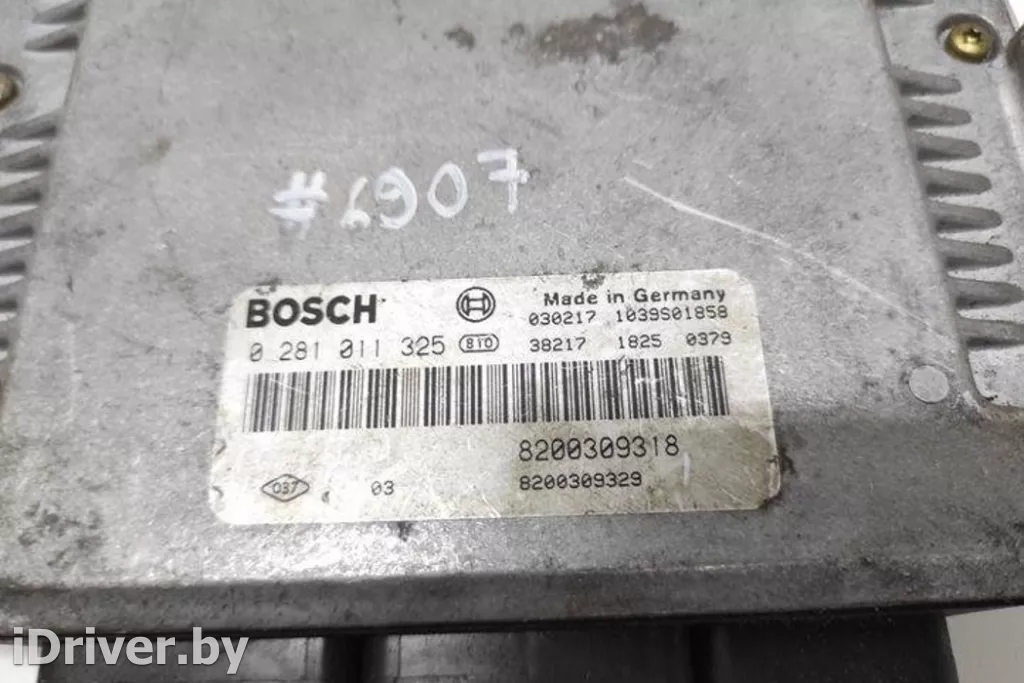 #6907
BOSCH Made in Germany
030217 1039S01858
0 281 011 325 810 38217 1825 0379
8200309318
037 03 8200309329
iDriver.by